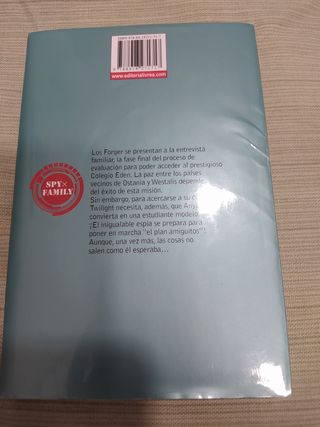 www.editorialivrea.com
Los Forger se presentan a la entrevista
familiar, la fase final del proceso de
evaluación para poder acceder al prestigioso
Colegio Edén. La paz entre los países
vecinos de Ostania y Westalis depende
del éxito de esta misión.
Sin embargo, para acercarse a su
Twilight necesita, además, que
convierta en una estudiante modelo.
¡El inigualable espía se prepara para
poner en marcha "el plan amiguitos"!
Aunque, una vez más, las cosas no
salen como él esperaba...
SPY×
FAMILY